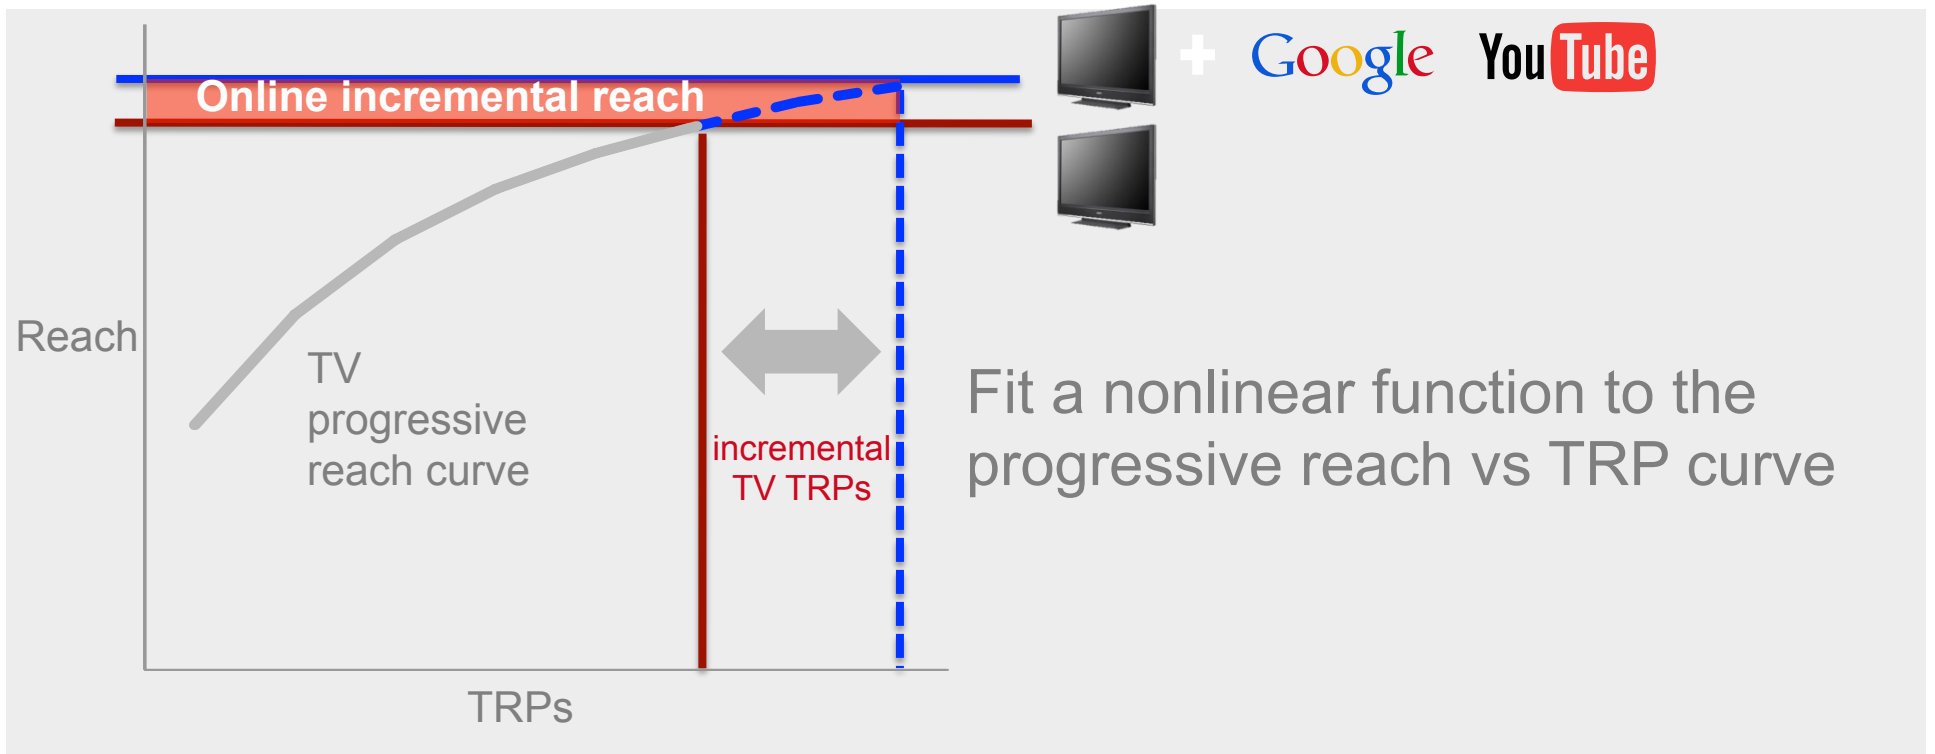 Google YouTube
Online incremental reach
Reach
TV
progressive
reach curve
incremental
TV TRPs
Fit a nonlinear function to the
progressive reach vs TRP curve
TRPs